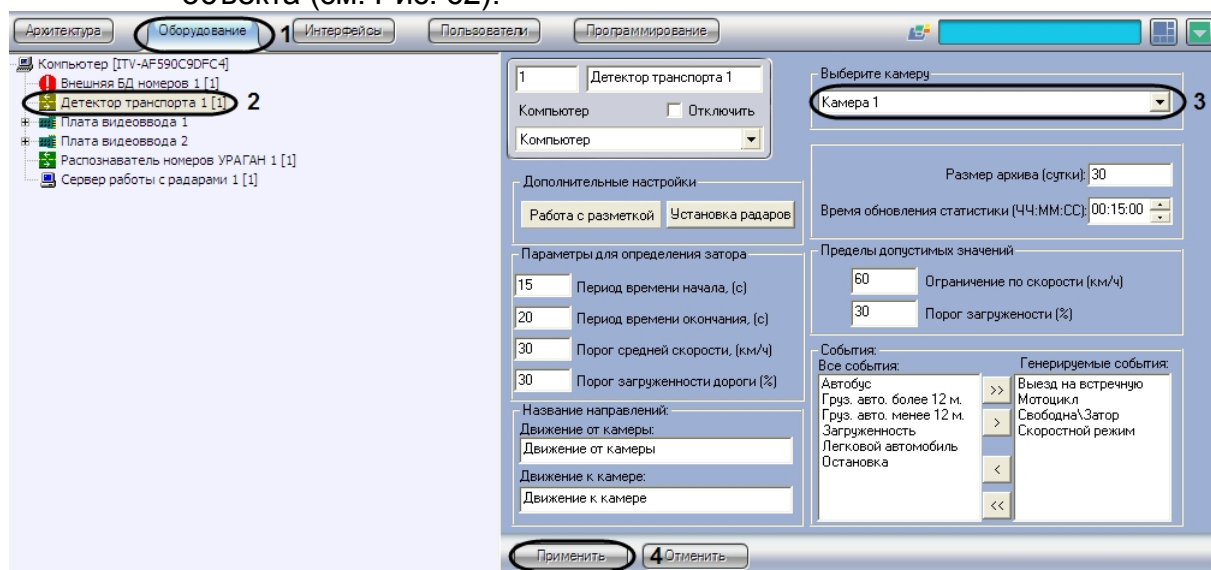 объекта (см. Рис. 62).
Архитектура
Оборудование
1
Интерфейсы
Пользователи
Программирование
Компьютер [ITV-AF590C9DFC4]
Внешняя БД номеров 1 [1]
Детектор транспорта 1 [1]
2
Плата видеоввода 1
Плата видеоввода 2
Распознаватель номеров УРАГАН 1 [1]
Сервер работы с радарами 1 [1]
1
Детектор транспорта 1
Компьютер
Отключить
Компьютер
Дополнительные настройки
Работа с разметкой
Установка радаров
Параметры для определения затора
15 Период времени начала, (с)
20 Период времени окончания, (с)
30 Порог средней скорости, (км/ч)
30 Порог загруженности дороги (%)
Название направлений:
Движение от камеры:
Движение от камеры
Движение к камере:
Движение к камере
Выберите камеру
Камера 1
3
Размер архива (сутки): 30
Время обновления статистики (ЧЧ:ММ:СС): 00:15:00
Пределы допустимых значений
60 Ограничение по скорости (км/ч)
30 Порог загружености (%)
События:
Все события:
Автобус
Груз. авто. более 12 м.
Груз. авто. менее 12 м.
Загруженность
Легковой автомобиль
Остановка
>>
>
<
<<
Генерируемые события:
Выезд на встречную
Мотоцикл
Свободна\Затор
Скоростной режим
Применить
4
Отменить